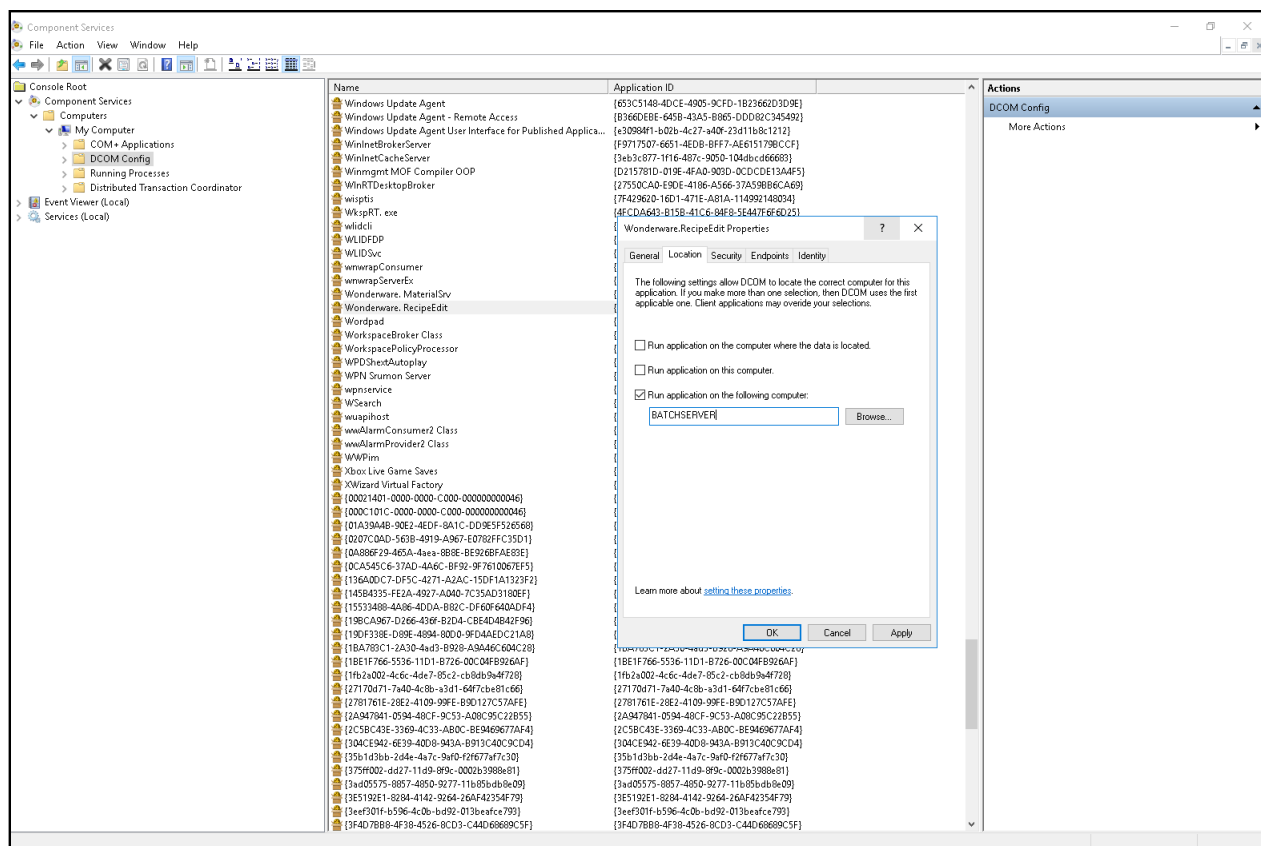 Component Services
File Action View Window Help
Console Root
Component Services
Computers
My Computer
COM+ Applications
DCOM Config
Running Processes
Distributed Transaction Coordinator
Event Viewer (Local)
Services (Local)
Name Application ID
Windows Update Agent {653C5148-4DCE-4905-9CFD-1B23662D3D9E}
Windows Update Agent - Remote Access {B366DEBE-645B-43A5-B865-DDD82C345492}
Windows Update Agent User Interface for Published Applica... {e30984f1-b02b-4c27-a40f-23d11b8c1212}
WinInetBrokerServer {F9717507-6651-4EDB-BFF7-AE615179BCCF}
WinInetCacheServer {3eb3c877-1f16-487c-9050-104dbcd66683}
Winmgmt MOF Compiler OOP {D215781D-019E-4FA0-903D-0CDCDE13A4F5}
WInRTDesktopBroker {27550CA0-E9DE-4186-A566-37A59BB6CA69}
wisptis {7F429620-16D1-471E-A81A-114992148034}
WkspRT. exe {4FCDA643-B15B-41C6-84F8-5E447F6F6D25}
wlidcli {
WLIDFDP {
WLIDSvc {
wnwrapConsumer {
wnwrapServerEx {
Wonderware. MaterialSrv {
Wonderware. RecipeEdit {
Wordpad {
WorkspaceBroker Class {
WorkspacePolicyProcessor {
WPDShextAutoplay {
WPN Srumon Server {
wpnservice {
WSearch {
wuapihost {
wwAlarmConsumer2 Class {
wwAlarmProvider2 Class {
WWPim {
Xbox Live Game Saves {
XWizard Virtual Factory {
{00021401-0000-0000-C000-000000000046} {
{000C101C-0000-0000-C000-000000000046} {
{01A39A4B-90E2-4EDF-8A1C-DD9E5F526568} {
{0207C0AD-563B-4919-A967-E0782FFC35D1} {
{0A886F29-465A-4aea-8B8E-BE926BFAE83E} {
{0CA545C6-37AD-4A6C-BF92-9F7610067EF5} {
{136A0DC7-DF5C-4271-A2AC-15DF1A1323F2} {
{145B4335-FE2A-4927-A040-7C35AD3180EF} {
{15533488-4A86-4DDA-B82C-DF60F640ADF4} {
{19BCA967-D266-436f-B2D4-CBE4D4B42F96} {
{19DF338E-D89E-4894-80D0-9FD4AEDC21A8} {
{1BA783C1-2A30-4ad3-B928-A9A46C604C28} {1BA783C1-2A30-4ad3-B928-A9A46C604C28}
{1BE1F766-5536-11D1-B726-00C04FB926AF} {1BE1F766-5536-11D1-B726-00C04FB926AF}
{1fb2a002-4c6c-4de7-85c2-cb8db9a4f728} {1fb2a002-4c6c-4de7-85c2-cb8db9a4f728}
{27170d71-7a40-4c8b-a3d1-64f7cbe81c66} {27170d71-7a40-4c8b-a3d1-64f7cbe81c66}
{2781761E-28E2-4109-99FE-B9D127C57AFE} {2781761E-28E2-4109-99FE-B9D127C57AFE}
{2A947841-0594-48CF-9C53-A08C95C22B55} {2A947841-0594-48CF-9C53-A08C95C22B55}
{2C5BC43E-3369-4C33-AB0C-BE9469677AF4} {2C5BC43E-3369-4C33-AB0C-BE9469677AF4}
{304CE942-6E39-40D8-943A-B913C40C9CD4} {304CE942-6E39-40D8-943A-B913C40C9CD4}
{35b1d3bb-2d4e-4a7c-9af0-f2f677af7c30} {35b1d3bb-2d4e-4a7c-9af0-f2f677af7c30}
{375ff002-dd27-11d9-8f9c-0002b3988e81} {375ff002-dd27-11d9-8f9c-0002b3988e81}
{3ad05575-8857-4850-9277-11b85bdb8e09} {3ad05575-8857-4850-9277-11b85bdb8e09}
{3E5192E1-8284-4142-9264-26AF42354F79} {3E5192E1-8284-4142-9264-26AF42354F79}
{3eef301f-b596-4c0b-bd92-013beafce793} {3eef301f-b596-4c0b-bd92-013beafce793}
{3F4D7BB8-4F38-4526-8CD3-C44D68689C5F} {3F4D7BB8-4F38-4526-8CD3-C44D68689C5F}
Wonderware.RecipeEdit Properties
General Location Security Endpoints Identity
The following settings allow DCOM to locate the correct computer for this
application. If you make more than one selection, then DCOM uses the first
applicable one. Client applications may overide your selections.
Run application on the computer where the data is located.
Run application on this computer.
Run application on the following computer:
BATCHSERVER
Browse...
Learn more about setting these properties.
OK Cancel Apply
Actions
DCOM Config
More Actions